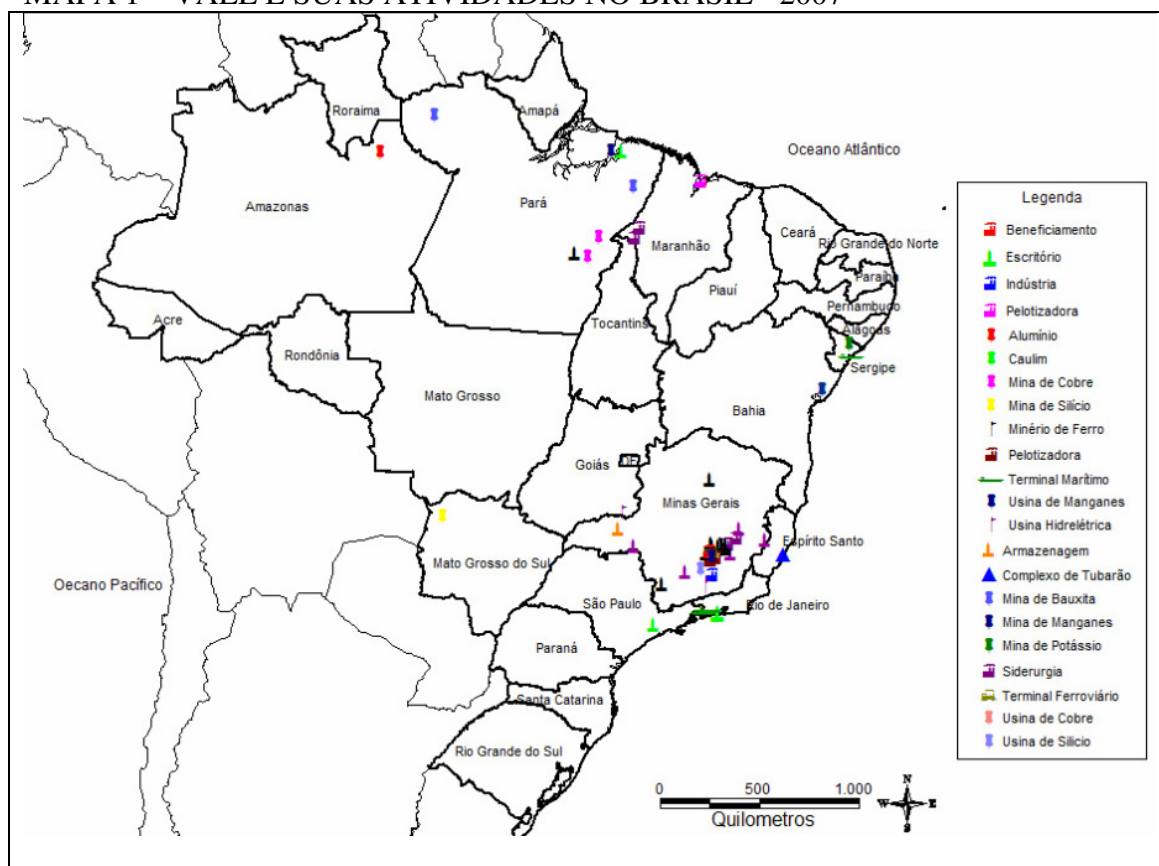 MAPA 1 – VALE E SUAS ATIVIDADES NO BRASIL - 2007
Roraima
Amapá
Oceano Atlântico
Amazonas
Pará
Maranhão
Ceará
Rio Grande do Norte
Paraíba
Piauí
Pernambuco
Acre
Tocantins
Alagoas
Rondônia
Sergipe
Mato Grosso
Bahia
Goiás
DF
Minas Gerais
Espírito Santo
Mato Grosso do Sul
Oecano Pacífico
São Paulo
Rio de Janeiro
Paraná
Santa Catarina
Rio Grande do Sul
0 500 1.000
Quilometros
N
W E
S
Legenda
Beneficiamento
Escritório
Indústria
Pelotizadora
Alumínio
Caulim
Mina de Cobre
Mina de Silício
Minério de Ferro
Pelotizadora
Terminal Marítimo
Usina de Manganes
Usina Hidrelétrica
Armazenagem
Complexo de Tubarão
Mina de Bauxita
Mina de Manganes
Mina de Potássio
Siderurgia
Terminal Ferroviário
Usina de Cobre
Usina de Silicio